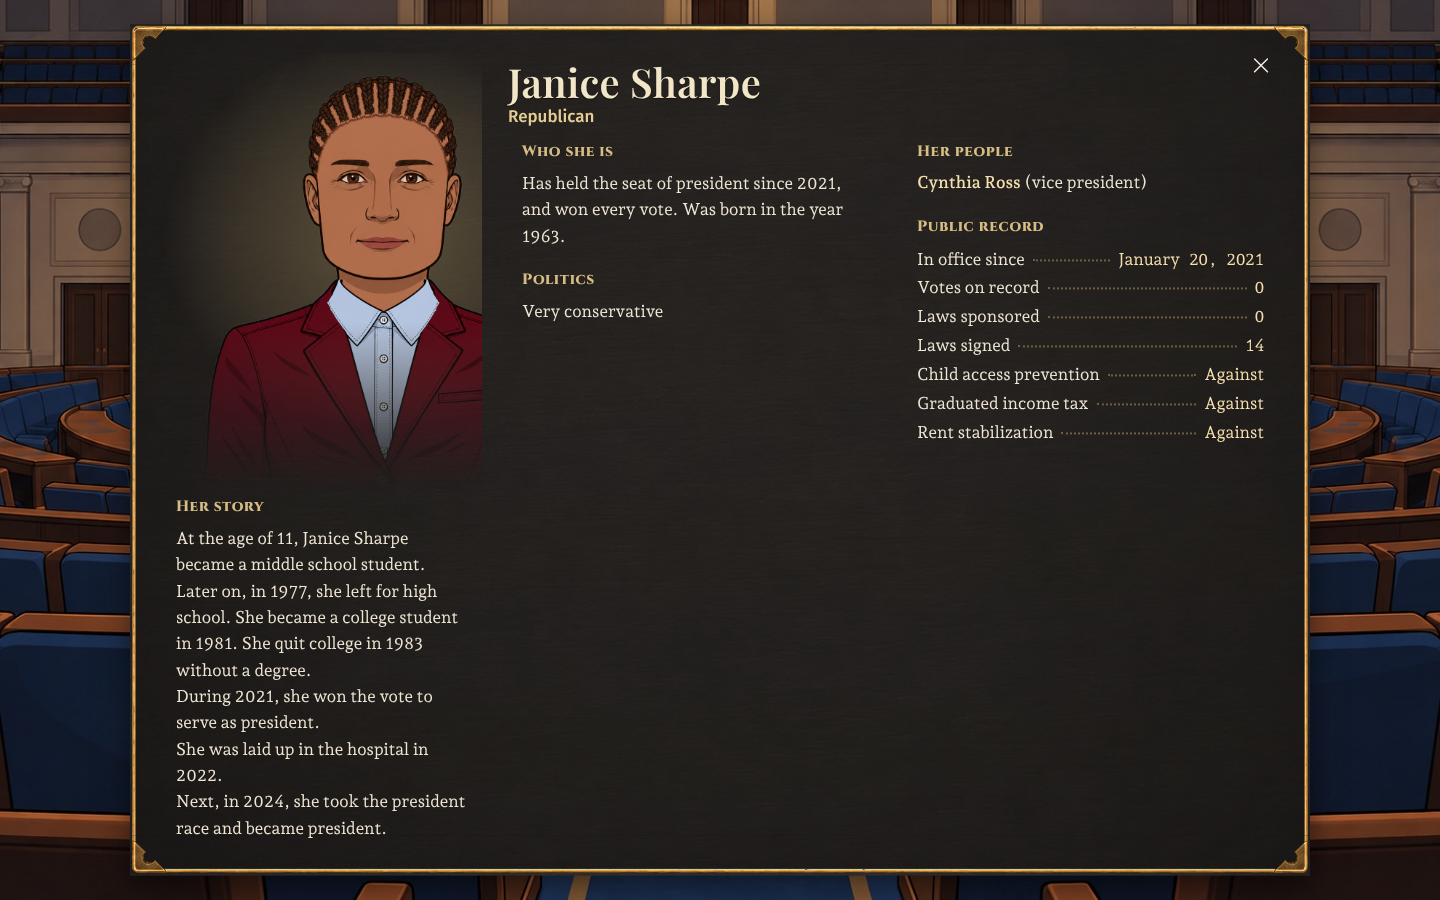 Janice Sharpe
Republican
Who she is
Has held the seat of president since 2021,
and won every vote. Was born in the year
1963.
Politics
Very conservative
Her people
Cynthia Ross (vice president)
Public record
In office since January 20, 2021
Votes on record 0
Laws sponsored 0
Laws signed 14
Child access prevention Against
Graduated income tax Against
Rent stabilization Against
Her story
At the age of 11, Janice Sharpe
became a middle school student.
Later on, in 1977, she left for high
school. She became a college student
in 1981. She quit college in 1983
without a degree.
During 2021, she won the vote to
serve as president.
She was laid up in the hospital in
2022.
Next, in 2024, she took the president
race and became president.